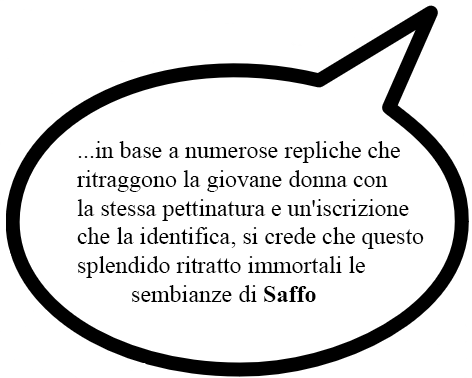 ...in base a numerose repliche che
ritraggono la giovane donna con
la stessa pettinatura e un'iscrizione
che la identifica, si crede che questo
splendido ritratto immortali le
sembianze di Saffo